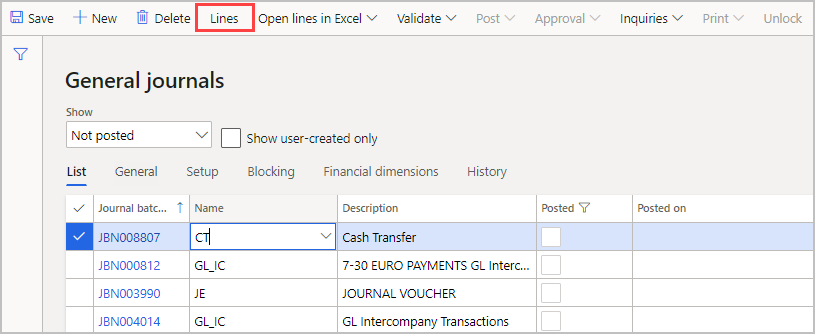 Save + New Delete Lines Open lines in Excel Validate Post Approval Inquiries Print Unlock
General journals
Show
Not posted Show user-created only
List General Setup Blocking Financial dimensions History
Journal batc... ↑ Name Description Posted Posted on
JBN008807 CT Cash Transfer
JBN000812 GL_IC 7-30 EURO PAYMENTS GL Interc...
JBN003990 JE JOURNAL VOUCHER
JBN004014 GL_IC GL Intercompany Transactions